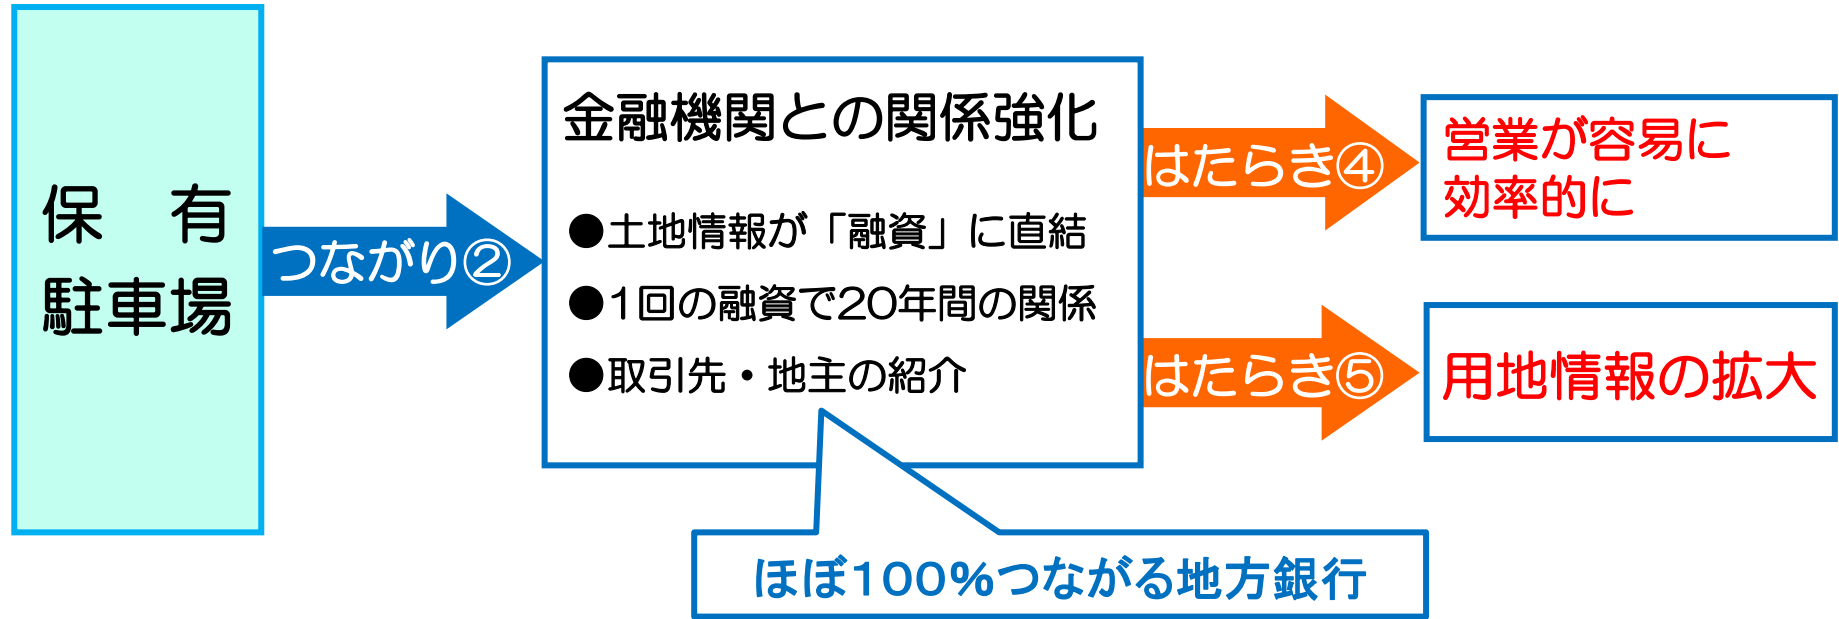 保　有
駐車場
つながり②
金融機関との関係強化
●土地情報が「融資」に直結
●1回の融資で20年間の関係
●取引先・地主の紹介
はたらき④
営業が容易に
効率的に
はたらき⑤
用地情報の拡大
ほぼ100%つながる地方銀行